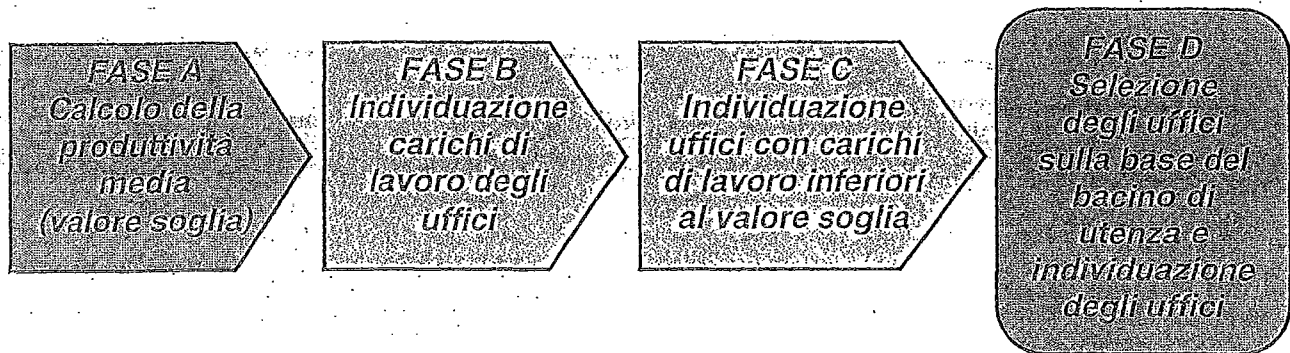 FASE A
Calcolo della
produttività
media
(valore soglia)
FASE B
Individuazione
carichi di
lavoro degli
uffici
FASE C
Individuazione
uffici con carichi
di lavoro inferiori
al valore soglia
FASE D
Selezione
degli uffici
sulla base del
bacino di
utenza e
individuazione
degli uffici